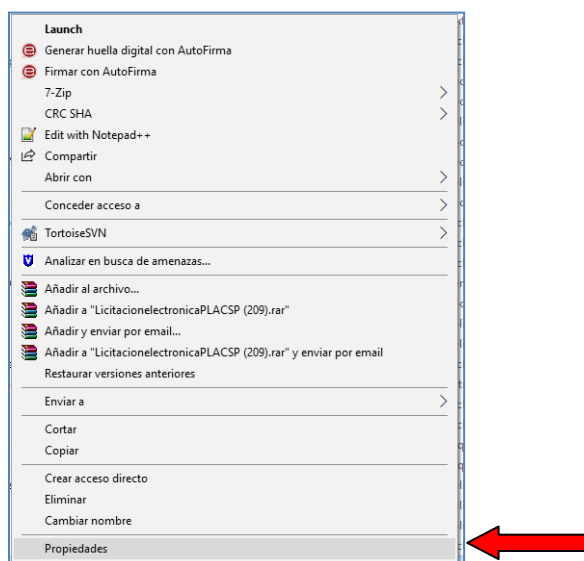 Launch
Generar huella digital con AutoFirma
Firmar con AutoFirma
7-Zip
CRC SHA
Edit with Notepad++
Compartir
Abrir con
Conceder acceso a
TortoiseSVN
Analizar en busca de amenazas...
Añadir al archivo...
Añadir a "LicitacionelectronicaPLACSP (209).rar"
Añadir y enviar por email...
Añadir a "LicitacionelectronicaPLACSP (209).rar" y enviar por email
Restaurar versiones anteriores
Enviar a
Cortar
Copiar
Crear acceso directo
Eliminar
Cambiar nombre
Propiedades